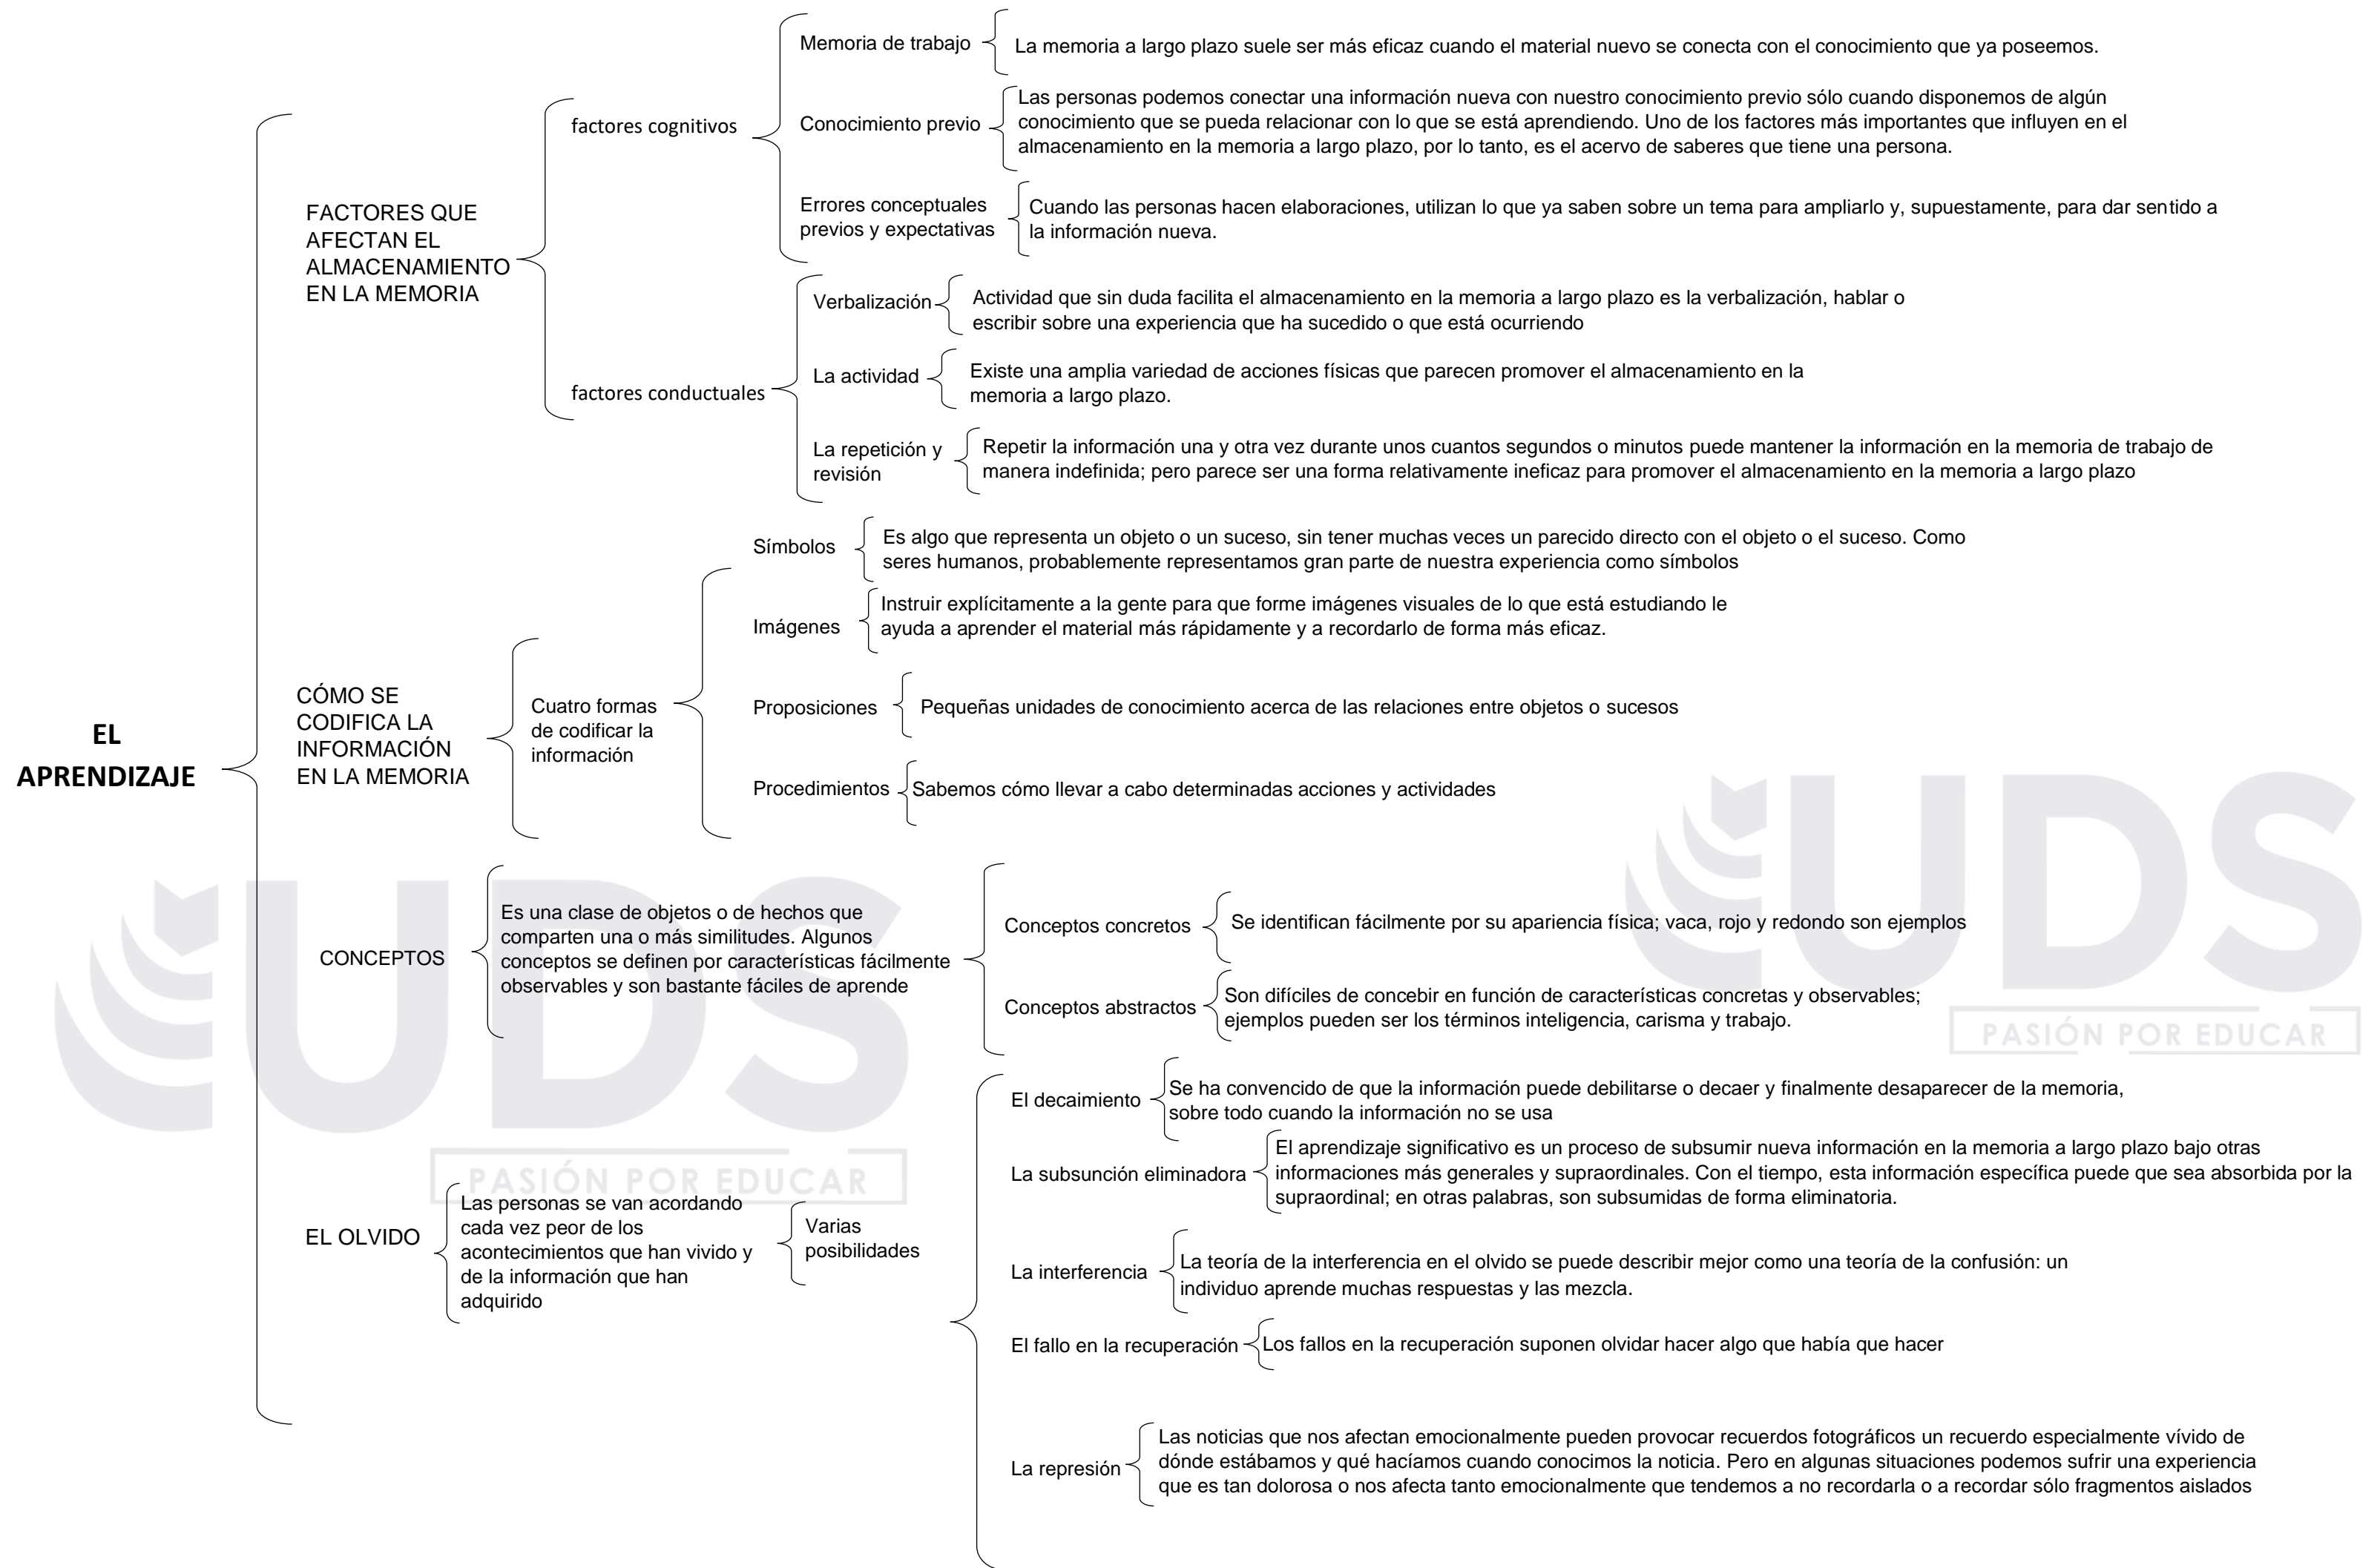 EL
APRENDIZAJE
FACTORES QUE
AFECTAN EL
ALMACENAMIENTO
EN LA MEMORIA
factores cognitivos
Memoria de trabajo
La memoria a largo plazo suele ser más eficaz cuando el material nuevo se conecta con el conocimiento que ya poseemos.
Conocimiento previo
Las personas podemos conectar una información nueva con nuestro conocimiento previo sólo cuando disponemos de algún
conocimiento que se pueda relacionar con lo que se está aprendiendo. Uno de los factores más importantes que influyen en el
almacenamiento en la memoria a largo plazo, por lo tanto, es el acervo de saberes que tiene una persona.
Errores conceptuales
previos y expectativas
Cuando las personas hacen elaboraciones, utilizan lo que ya saben sobre un tema para ampliarlo y, supuestamente, para dar sentido a
la información nueva.
factores conductuales
Verbalización
Actividad que sin duda facilita el almacenamiento en la memoria a largo plazo es la verbalización, hablar o
escribir sobre una experiencia que ha sucedido o que está ocurriendo
La actividad
Existe una amplia variedad de acciones físicas que parecen promover el almacenamiento en la
memoria a largo plazo.
La repetición y
revisión
Repetir la información una y otra vez durante unos cuantos segundos o minutos puede mantener la información en la memoria de trabajo de
manera indefinida; pero parece ser una forma relativamente ineficaz para promover el almacenamiento en la memoria a largo plazo
CÓMO SE
CODIFICA LA
INFORMACIÓN
EN LA MEMORIA
Cuatro formas
de codificar la
información
Símbolos
Es algo que representa un objeto o un suceso, sin tener muchas veces un parecido directo con el objeto o el suceso. Como
seres humanos, probablemente representamos gran parte de nuestra experiencia como símbolos
Imágenes
Instruir explícitamente a la gente para que forme imágenes visuales de lo que está estudiando le
ayuda a aprender el material más rápidamente y a recordarlo de forma más eficaz.
Proposiciones
Pequeñas unidades de conocimiento acerca de las relaciones entre objetos o sucesos
Procedimientos
Sabemos cómo llevar a cabo determinadas acciones y actividades
CONCEPTOS
Es una clase de objetos o de hechos que
comparten una o más similitudes. Algunos
conceptos se definen por características fácilmente
observables y son bastante fáciles de aprende
Conceptos concretos
Se identifican fácilmente por su apariencia física; vaca, rojo y redondo son ejemplos
Conceptos abstractos
Son difíciles de concebir en función de características concretas y observables;
ejemplos pueden ser los términos inteligencia, carisma y trabajo.
EL OLVIDO
Las personas se van acordando
cada vez peor de los
acontecimientos que han vivido y
de la información que han
adquirido
Varias
posibilidades
El decaimiento
Se ha convencido de que la información puede debilitarse o decaer y finalmente desaparecer de la memoria,
sobre todo cuando la información no se usa
La subsunción eliminadora
El aprendizaje significativo es un proceso de subsumir nueva información en la memoria a largo plazo bajo otras
informaciones más generales y supraordinales. Con el tiempo, esta información específica puede que sea absorbida por la
supraordinal; en otras palabras, son subsumidas de forma eliminatoria.
La interferencia
La teoría de la interferencia en el olvido se puede describir mejor como una teoría de la confusión: un
individuo aprende muchas respuestas y las mezcla.
El fallo en la recuperación
Los fallos en la recuperación suponen olvidar hacer algo que había que hacer
La represión
Las noticias que nos afectan emocionalmente pueden provocar recuerdos fotográficos un recuerdo especialmente vívido de
dónde estábamos y qué hacíamos cuando conocimos la noticia. Pero en algunas situaciones podemos sufrir una experiencia
que es tan dolorosa o nos afecta tanto emocionalmente que tendemos a no recordarla o a recordar sólo fragmentos aislados
UDS
PASIÓN POR EDUCAR
UDS
PASIÓN POR EDUCAR